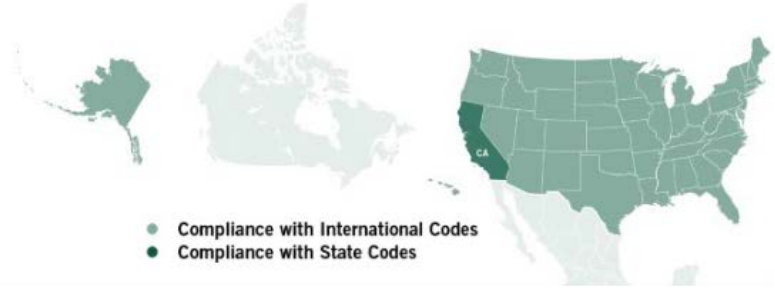 CA
Compliance with International Codes
Compliance with State Codes